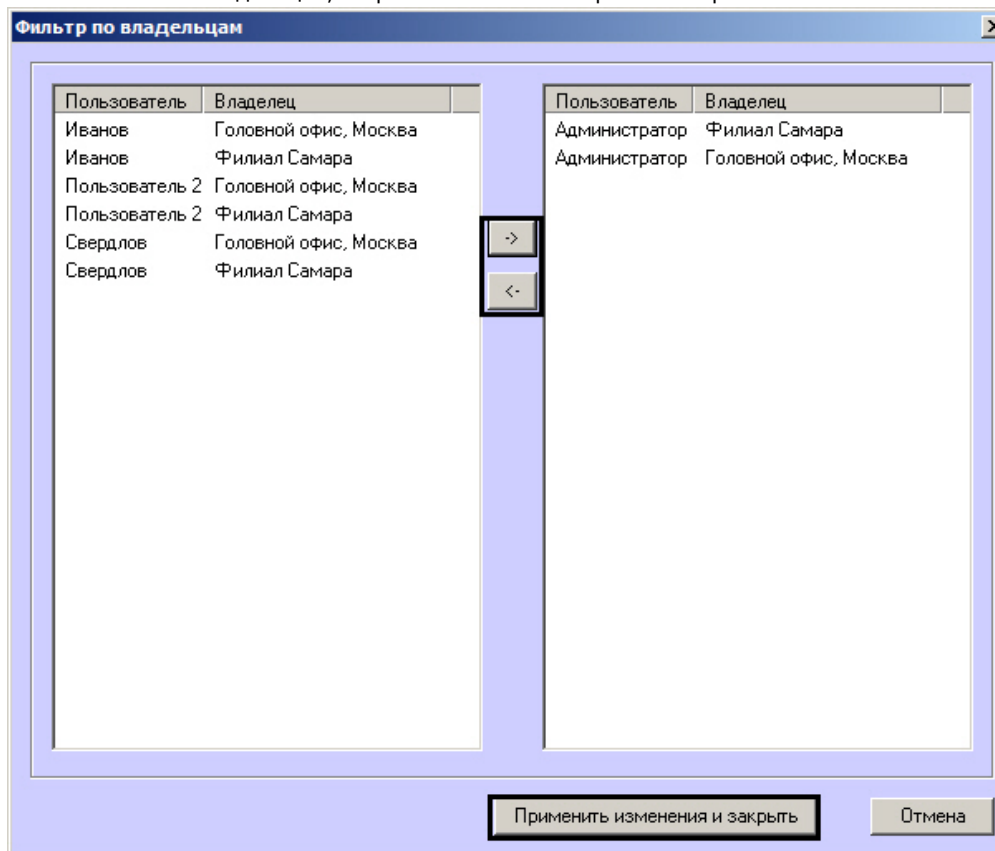 Фильтр по владельцам
Пользователь Владелец
Иванов Головной офис, Москва
Иванов Филиал Самара
Пользователь 2 Головной офис, Москва
Пользователь 2 Филиал Самара
Свердлов Головной офис, Москва
Свердлов Филиал Самара
->
<-
Пользователь Владелец
Администратор Филиал Самара
Администратор Головной офис, Москва
Применить изменения и закрыть
Отмена